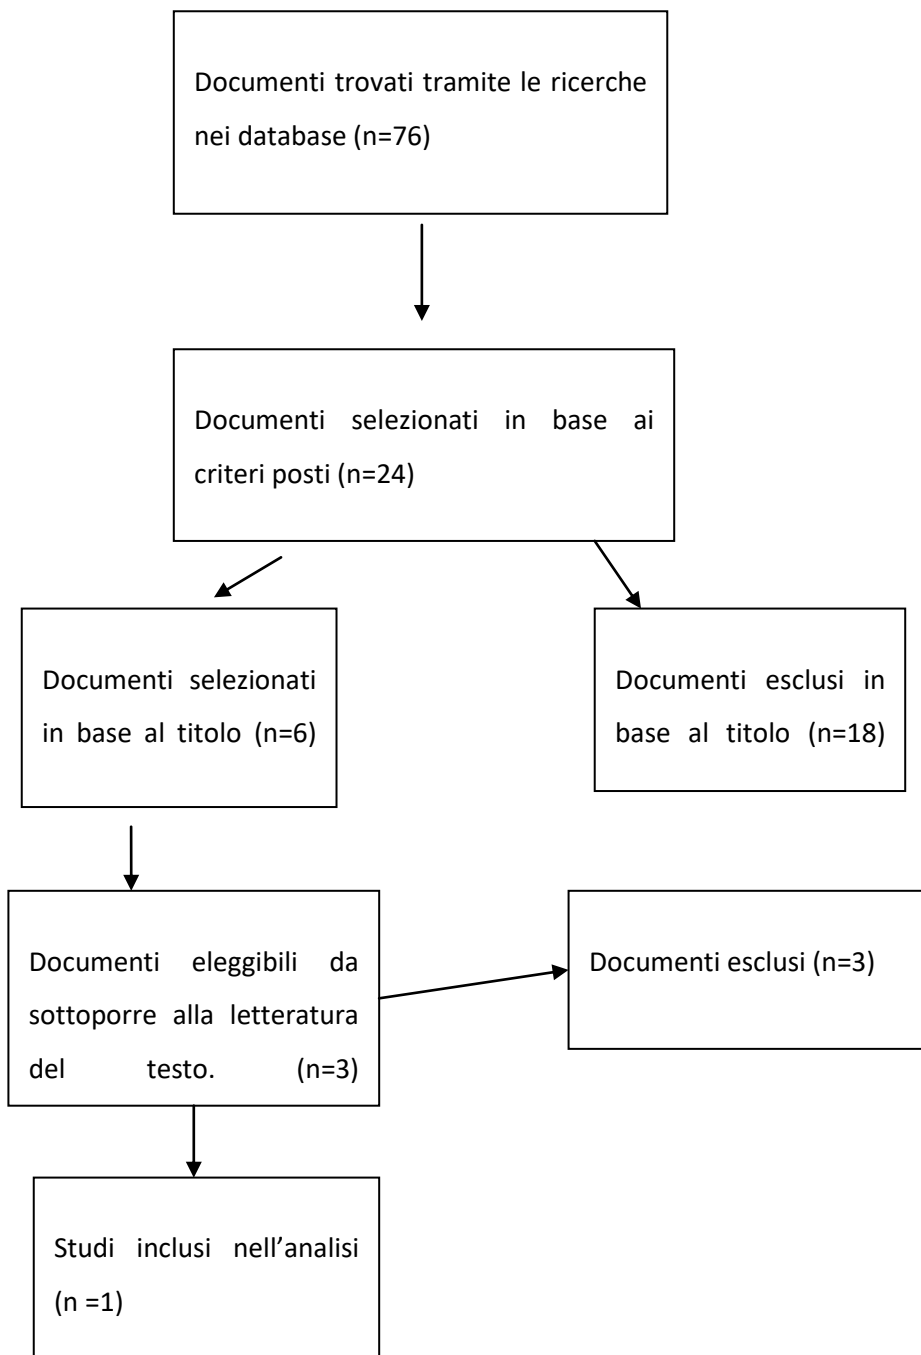 Documenti trovati tramite le ricerche
nei database (n=76)
Documenti selezionati in base ai
criteri posti (n=24)
Documenti selezionati
in base al titolo (n=6)
Documenti esclusi in
base al titolo (n=18)
Documenti eleggibili da
sottoporre alla letteratura
del testo. (n=3)
Documenti esclusi (n=3)
Studi inclusi nell’analisi
(n =1)